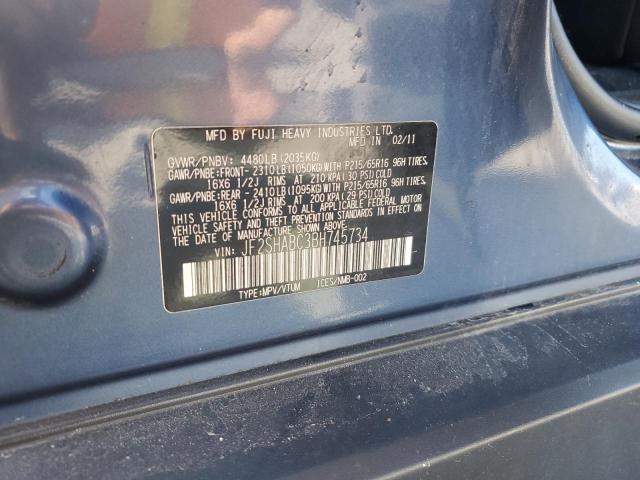 MFD BY FUJI HEAVY INDUSTRIES LTD.
MFD IN 02/11
GVWR/PNBV: 4480LB(2035KG)
GAWR/PNBE:FRONT- 2310LB(1050KG)WITH P215/65R16 96H TIRES.
16X6 1/2J RIMS AT 210 KPA(30 PSI)COLD
GAWR/PNBE:REAR - 2410LB(1095KG)WITH P215/65R16 96H TIRES.
16X6 1/2J RIMS AT 200 KPA(29 PSI)COLD
THIS VEHICLE CONFORMS TO ALL APPLICABLE FEDERAL MOTOR
VEHICLE SAFETY STANDARDS IN EFFECT ON THE DATE OF
MANUFACTURE SHOWN ABOVE.
VIN: JF2SHABC3BH745734
TYPE:MPV/VTUM ICES/NMB-002